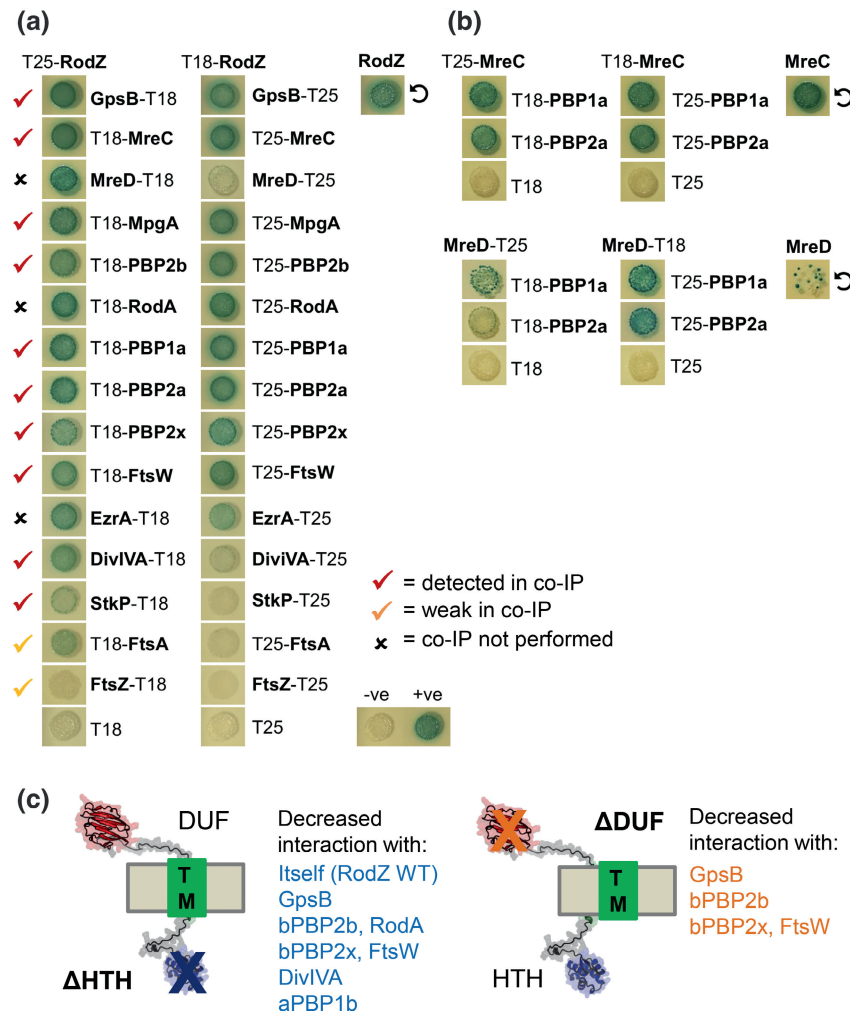 (a)
T25-RodZ T18-RodZ RodZ
GpsB-T18 GpsB-T25
T18-MreC T25-MreC
MreD-T18 MreD-T25
T18-MpgA T25-MpgA
T18-PBP2b T25-PBP2b
T18-RodA T25-RodA
T18-PBP1a T25-PBP1a
T18-PBP2a T25-PBP2a
T18-PBP2x T25-PBP2x
T18-FtsW T25-FtsW
EzrA-T18 EzrA-T25
DivIVA-T18 DiviVA-T25
StkP-T18 StkP-T25
T18-FtsA T25-FtsA
FtsZ-T18 FtsZ-T25
T18 T25
✓ = detected in co-IP
✓ = weak in co-IP
✘ = co-IP not performed
-ve +ve
(b)
T25-MreC T18-MreC MreC
T18-PBP1a T25-PBP1a
T18-PBP2a T25-PBP2a
T18 T25
MreD-T25 MreD-T18 MreD
T18-PBP1a T25-PBP1a
T18-PBP2a T25-PBP2a
T18 T25
(c)
DUF
T
M
ΔHTH
X
Decreased
interaction with:
Itself (RodZ WT)
GpsB
bPBP2b, RodA
bPBP2x, FtsW
DivIVA
aPBP1b
X
ΔDUF
T
M
HTH
Decreased
interaction with:
GpsB
bPBP2b
bPBP2x, FtsW